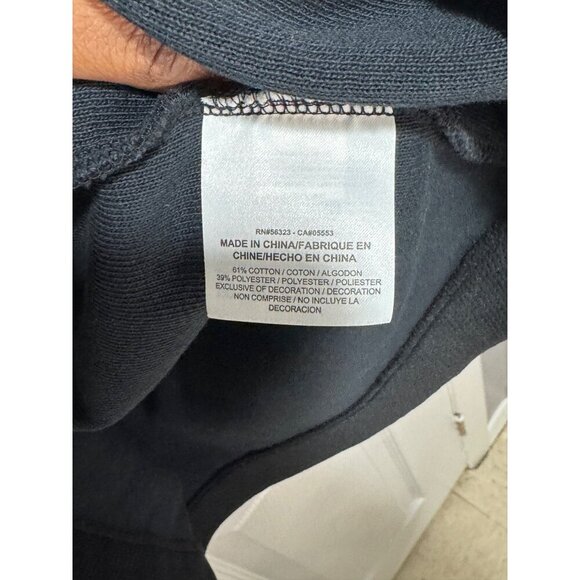 RN#56323 - CA#05553
MADE IN CHINA/FABRIQUE EN
CHINE/HECHO EN CHINA
61% COTTON / COTON / ALGODON
39% POLYESTER / POLYESTER / POLIESTER
EXCLUSIVE OF DECORATION / DECORATION
NON COMPRISE / NO INCLUYE LA
DECORACION